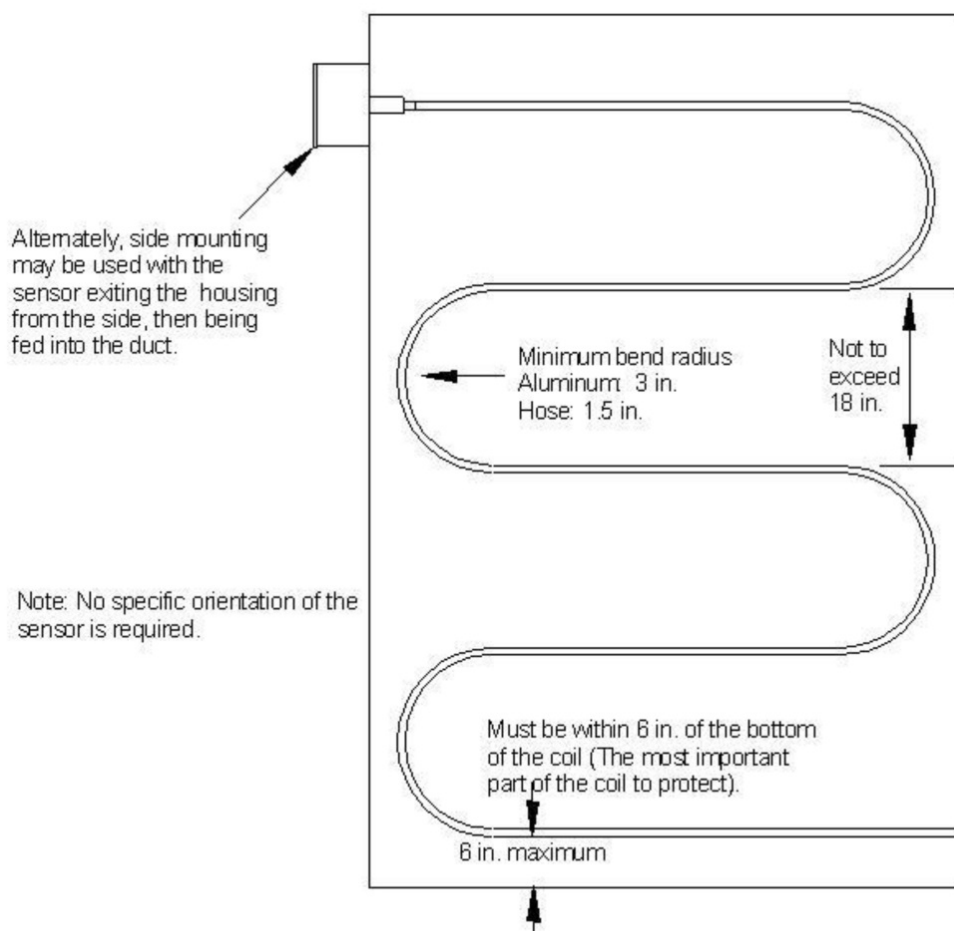 Alternately, side mounting
may be used with the
sensor exiting the housing
from the side, then being
fed into the duct.
Minimum bend radius
Aluminum: 3 in.
Hose: 1.5 in.
Not to
exceed
18 in.
Note: No specific orientation of the
sensor is required.
Must be within 6 in. of the bottom
of the coil (The most important
part of the coil to protect).
6 in. maximum